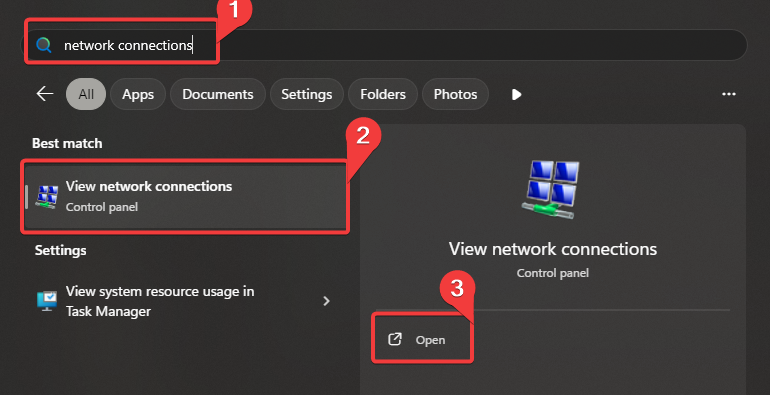 1
network connections
All Apps Documents Settings Folders Photos
Best match
2
View network connections
Control panel
Settings
View system resource usage in
Task Manager
View network connections
Control panel
3
Open